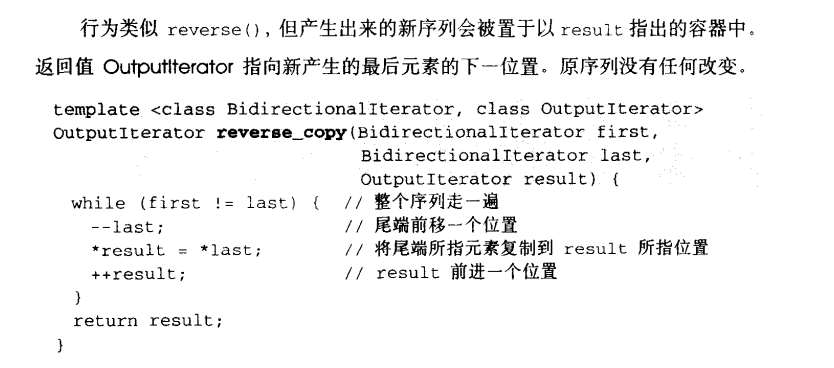 行为类似 reverse(), 但产生出来的新序列会被置于以 result 指出的容器中。
返回值 OutputIterator 指向新产生的最后元素的下一位置。原序列没有任何改变。
template <class BidirectionalIterator, class OutputIterator>
OutputIterator reverse_copy(BidirectionalIterator first,
BidirectionalIterator last,
OutputIterator result) {
while (first != last) { // 整个序列走一遍
--last; // 尾端前移一个位置
*result = *last; // 将尾端所指元素复制到 result 所指位置
++result; // result 前进一个位置
}
return result;
}